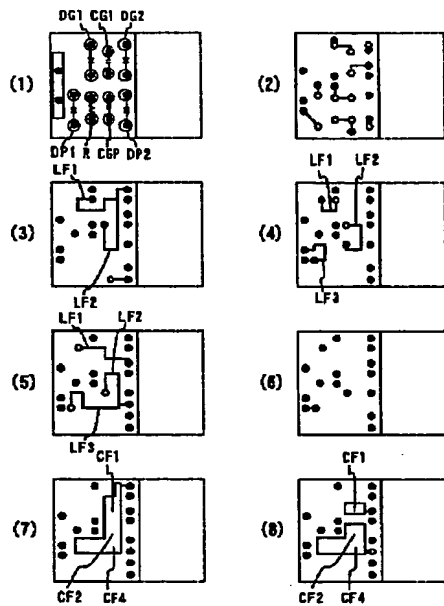 DG1 CG1 DG2
(1)
DP1 R CGP DP2
(2)
LF1
(3)
LF2
LF1 LF2
(4)
LF3
LF1 LF2
(5)
LF3
(6)
CF1
(7)
CF2 CF4
CF1
(8)
CF2 CF4